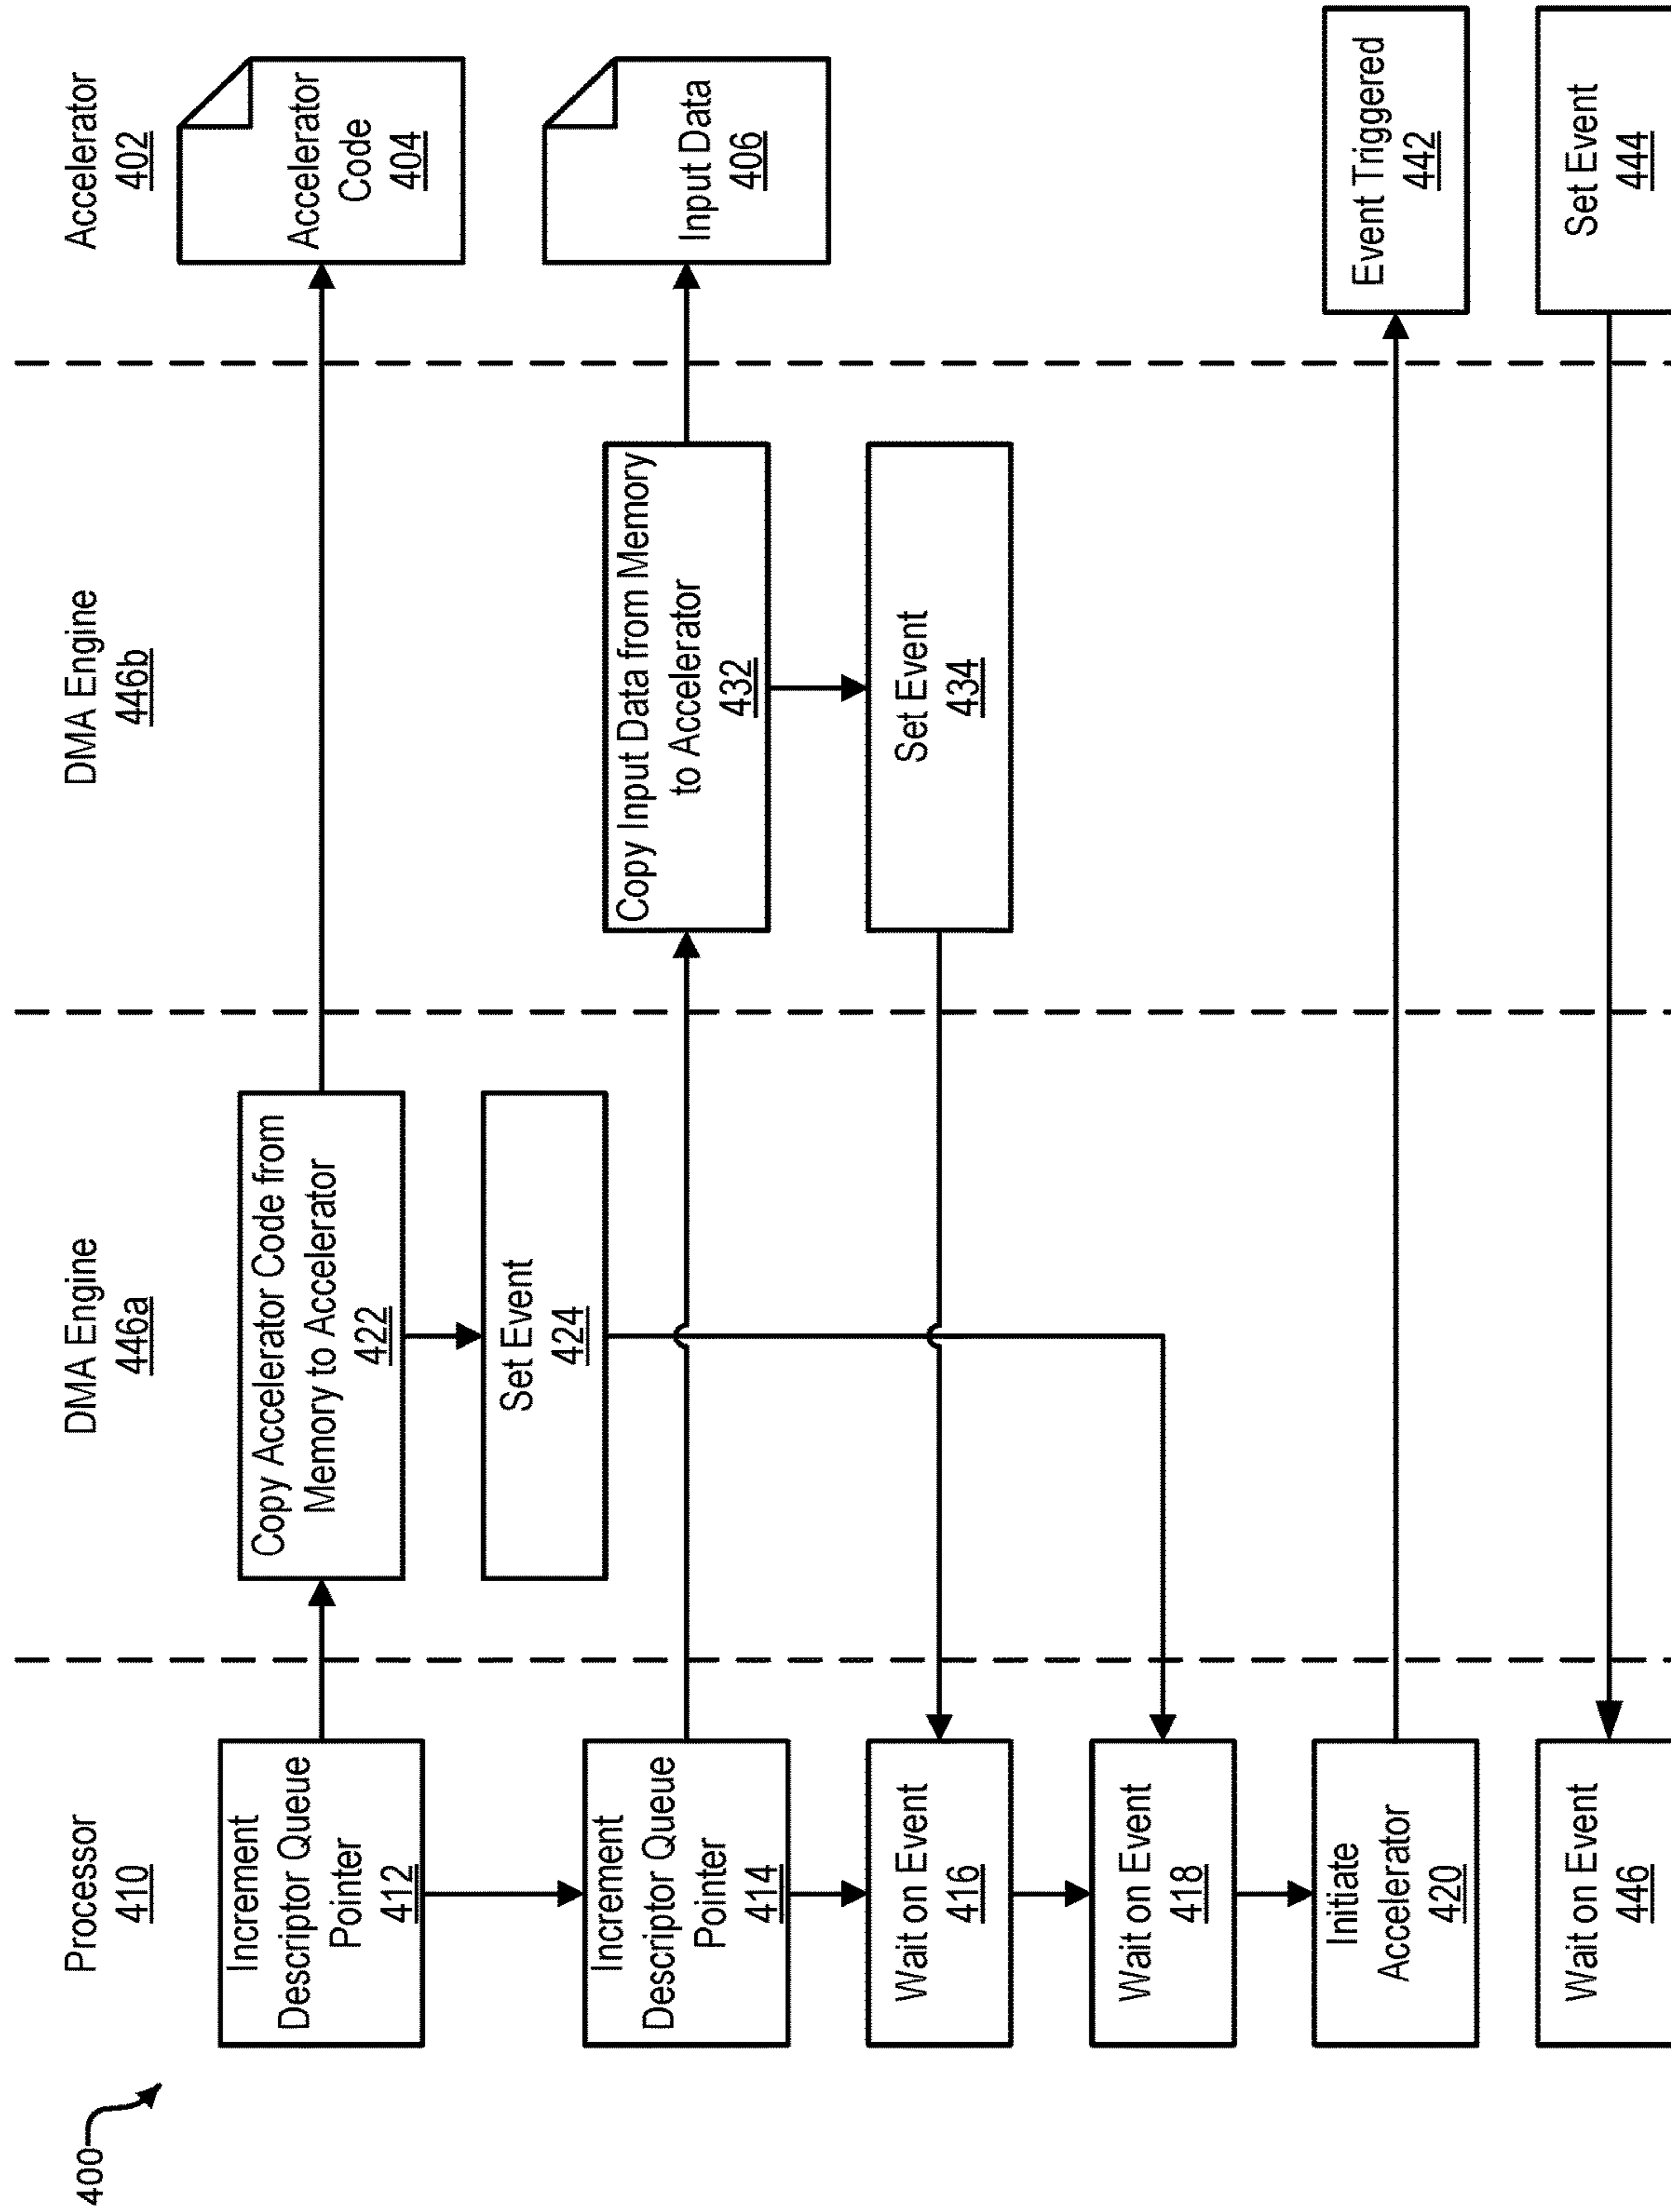 400
Processor
410
DMA Engine
446a
DMA Engine
446b
Accelerator
402
Increment
Descriptor Queue
Pointer
412
Copy Accelerator Code from
Memory to Accelerator
422
Accelerator
Code
404
Set Event
424
Increment
Descriptor Queue
Pointer
414
Copy Input Data from Memory
to Accelerator
432
Input Data
406
Wait on Event
416
Set Event
434
Wait on Event
418
Initiate
Accelerator
420
Event Triggered
442
Wait on Event
446
Set Event
444